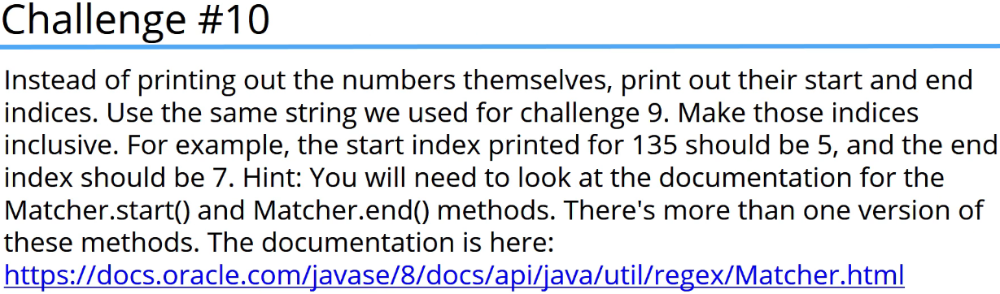 Challenge #10
Instead of printing out the numbers themselves, print out their start and end
indices. Use the same string we used for challenge 9. Make those indices
inclusive. For example, the start index printed for 135 should be 5, and the end
index should be 7. Hint: You will need to look at the documentation for the
Matcher.start() and Matcher.end() methods. There's more than one version of
these methods. The documentation is here:
https://docs.oracle.com/javase/8/docs/api/java/util/regex/Matcher.html